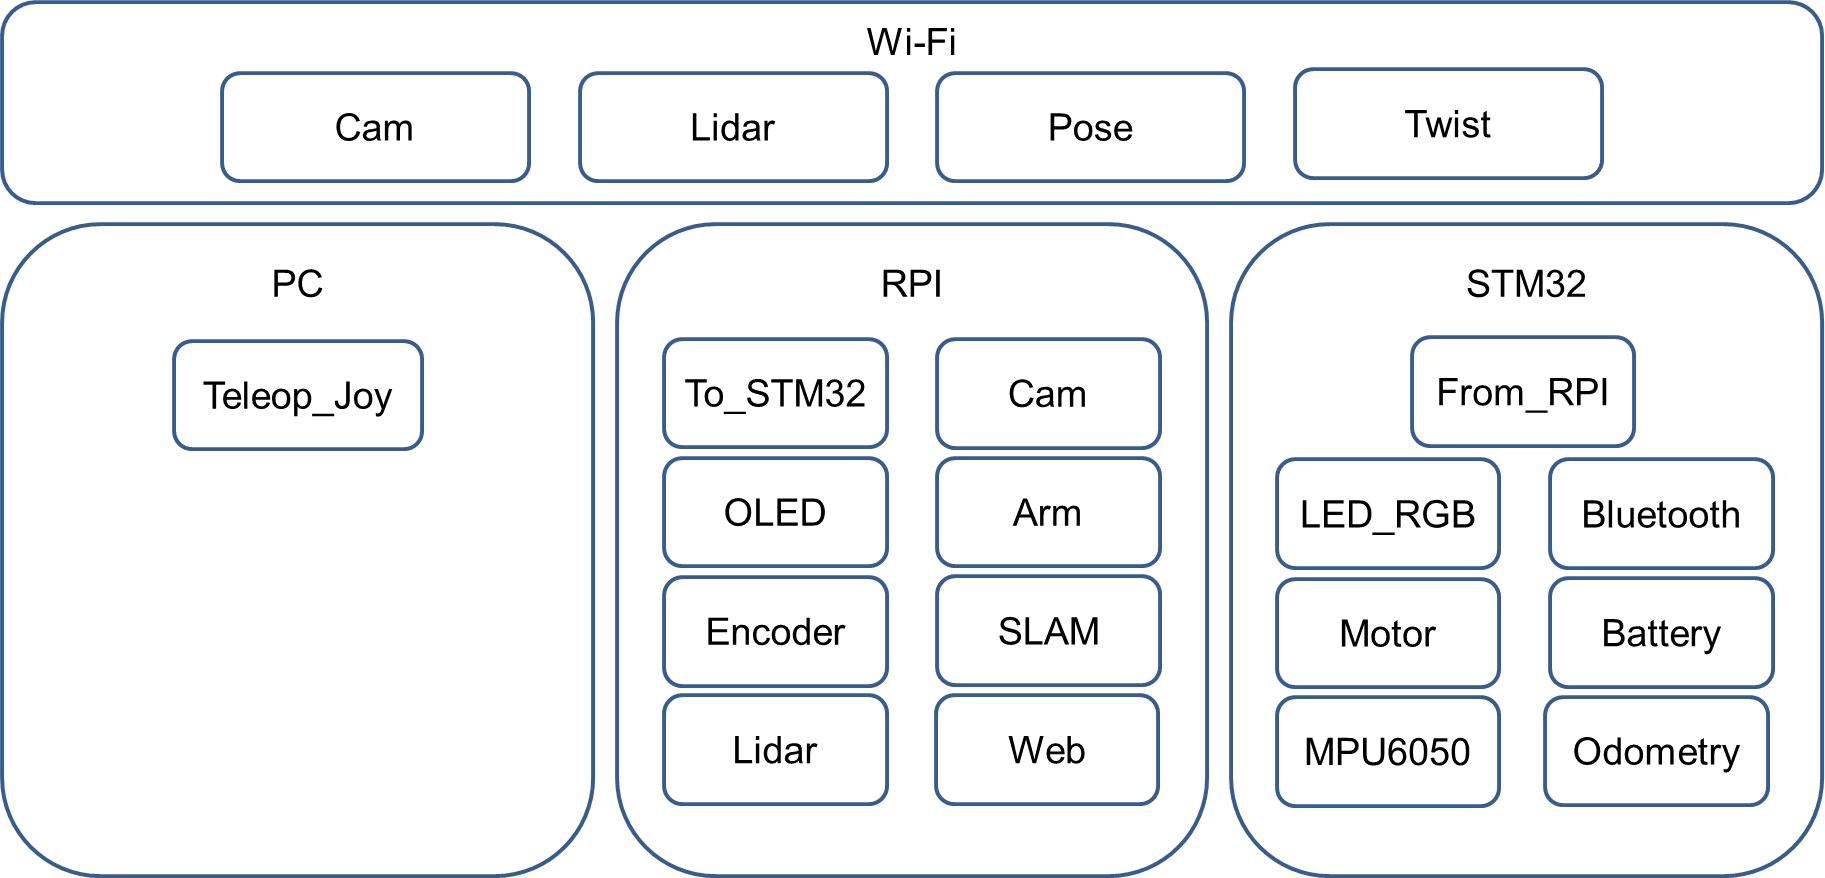 Wi-Fi
Cam
Lidar
Pose
Twist
PC
Teleop_Joy
RPI
To_STM32
Cam
OLED
Arm
Encoder
SLAM
Lidar
Web
STM32
From_RPI
LED_RGB
Bluetooth
Motor
Battery
MPU6050
Odometry